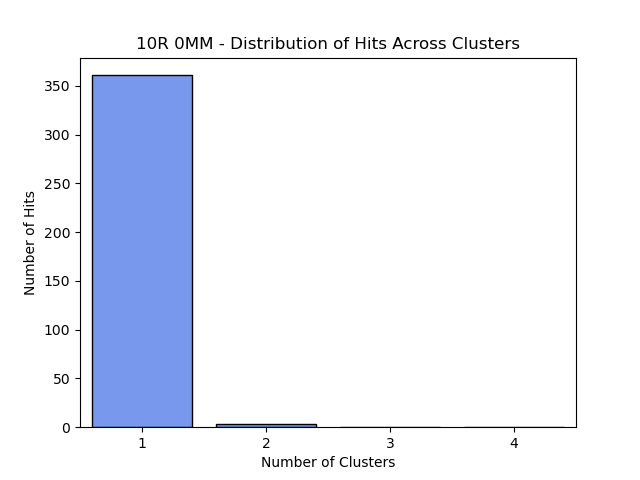 10R 0MM - Distribution of Hits Across Clusters
Number of Hits
350
300
250
200
150
100
50
0
1 2 3 4
Number of Clusters